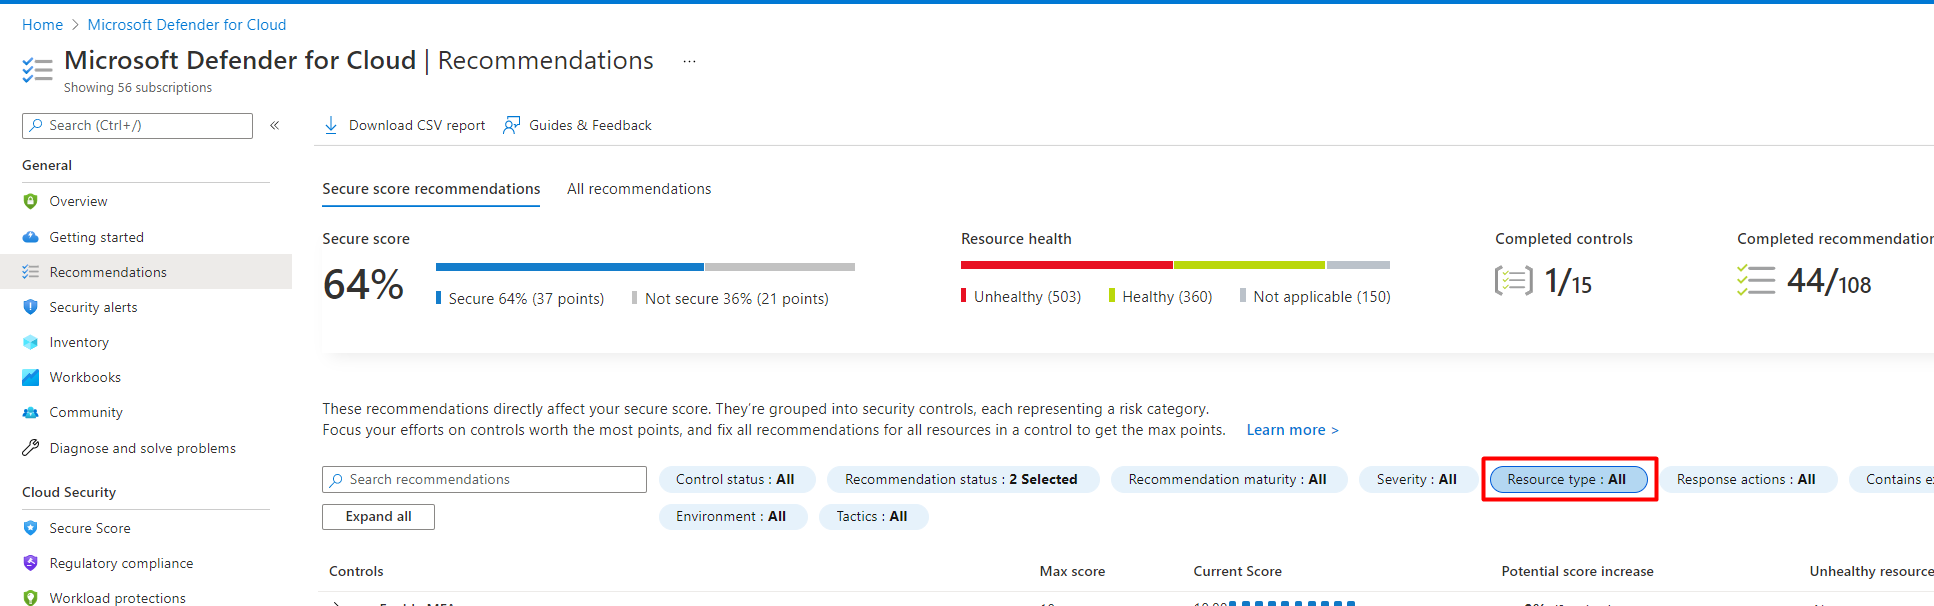 Home > Microsoft Defender for Cloud
Microsoft Defender for Cloud | Recommendations ...
Showing 56 subscriptions
Search (Ctrl+/) «
Download CSV report Guides & Feedback
General
Overview
Getting started
Recommendations
Security alerts
Inventory
Workbooks
Community
Diagnose and solve problems
Cloud Security
Secure Score
Regulatory compliance
Workload protections
Secure score recommendations All recommendations
Secure score Resource health Completed controls Completed recommendation
64% 1/15 44/108
Secure 64% (37 points) Not secure 36% (21 points) Unhealthy (503) Healthy (360) Not applicable (150)
These recommendations directly affect your secure score. They're grouped into security controls, each representing a risk category.
Focus your efforts on controls worth the most points, and fix all recommendations for all resources in a control to get the max points. Learn more >
Search recommendations Control status : All Recommendation status : 2 Selected Recommendation maturity : All Severity : All Resource type : All Response actions : All Contains
Expand all Environment : All Tactics : All
Controls Max score Current Score Potential score increase Unhealthy resource